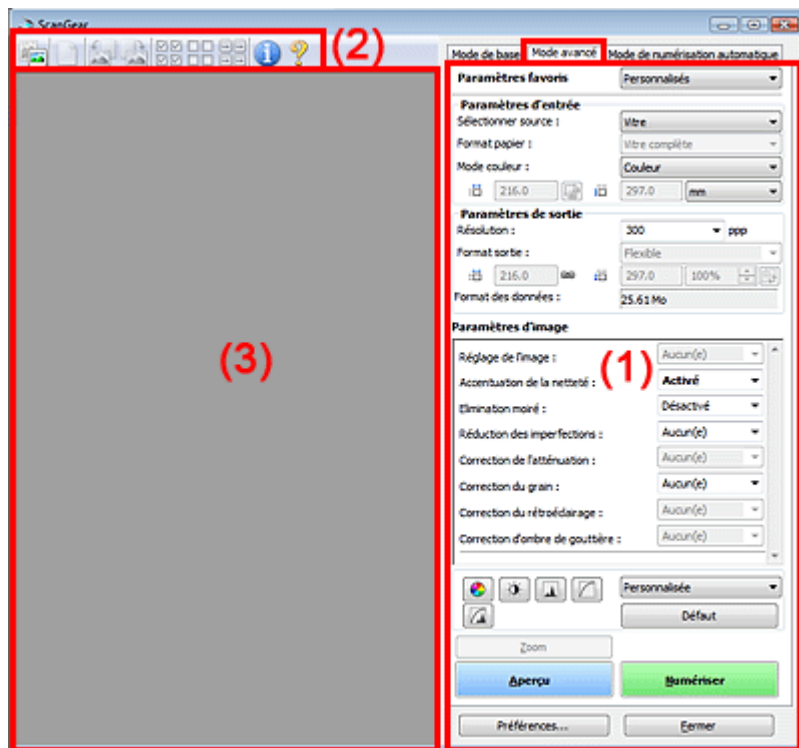 ScanGear
(2)
Mode de base Mode avancé Mode de numérisation automatique
Paramètres favoris Personnalisés
Paramètres d'entrée
Sélectionner source : Vitre
Format papier : Vitre complète
Mode couleur : Couleur
216.0 297.0 mm
Paramètres de sortie
Résolution : 300 ppp
Format sortie : Flexible
216.0 297.0 100%
Format des données : 25.61 Mo
Paramètres d'image
(3)
(1)
Réglage de l'image : Aucun(e)
Accentuation de la netteté : Activé
Elimination moiré : Désactivé
Réduction des imperfections : Aucun(e)
Correction de l'atténuation : Aucun(e)
Correction du grain : Aucun(e)
Correction du rétroéclairage : Aucun(e)
Correction d'ombre de gouttière : Aucun(e)
Personnalisée
Défaut
Zoom
Aperçu Numériser
Préférences... Fermer